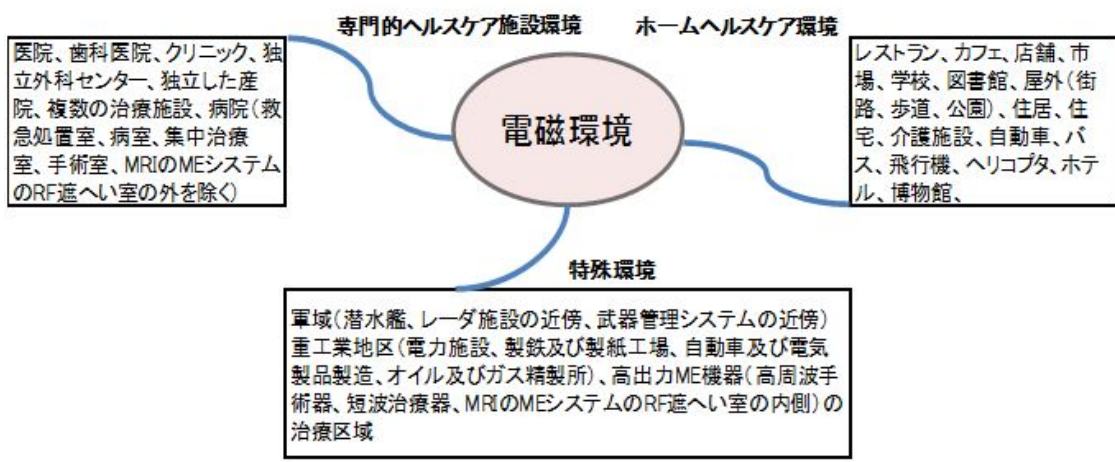 専門的ヘルスケア施設環境
ホームヘルスケア環境
医院、歯科医院、クリニック、独
立外科センター、独立した産
院、複数の治療施設、病院(救
急処置室、病室、集中治療
室、手術室、MRIのMEシステム
のRF遮へい室の外を除く)
電磁環境
レストラン、カフェ、店舗、市
場、学校、図書館、屋外(街
路、歩道、公園)、住居、住
宅、介護施設、自動車、バ
ス、飛行機、ヘリコプタ、ホテ
ル、博物館、
特殊環境
軍域(潜水艦、レーダ施設の近傍、武器管理システムの近傍)
重工業地区(電力施設、製鉄及び製紙工場、自動車及び電気
製品製造、オイル及びガス精製所)、高出力ME機器(高周波手
術器、短波治療器、MRIのMEシステムのRF遮へい室の内側)の
治療区域